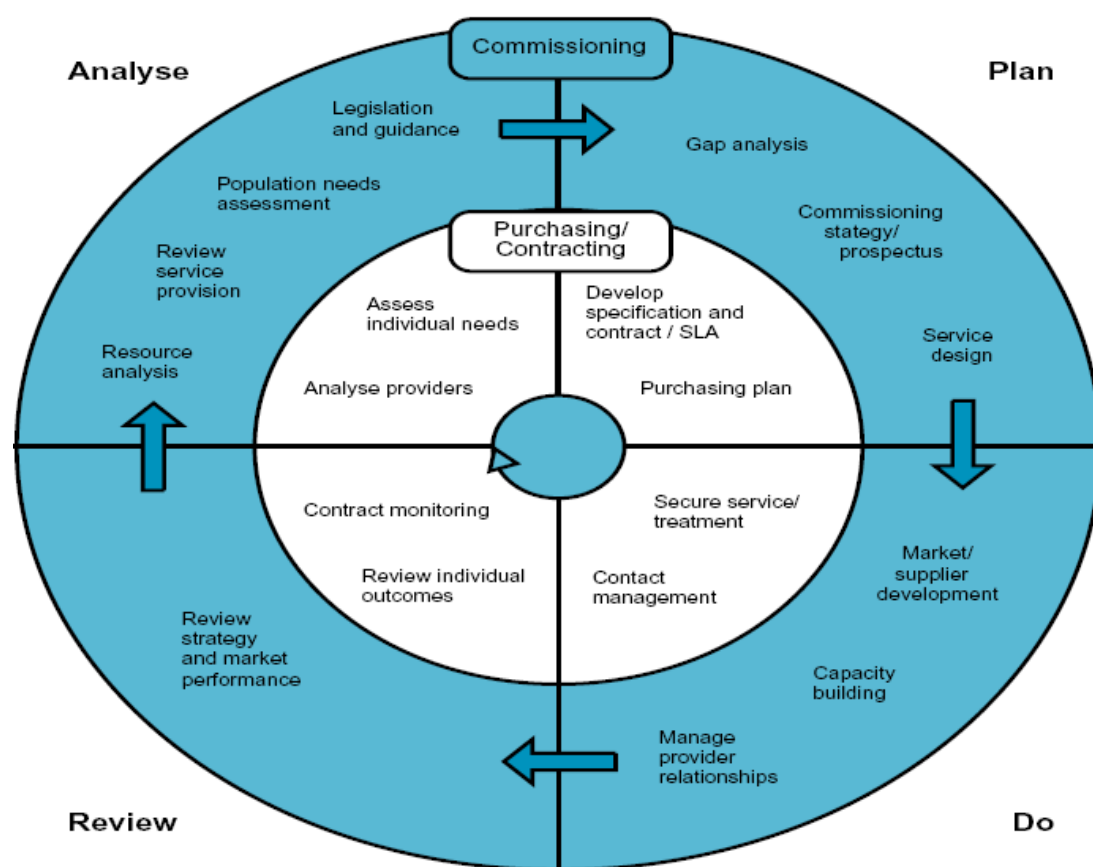 Commissioning
Analyse
Plan
Legislation
and guidance
Gap analysis
Population needs
assessment
Commissioning
stategy/
prospectus
Purchasing/
Contracting
Review
service
provision
Assess
individual needs
Develop
specification and
contract / SLA
Resource
analysis
Service
design
Analyse providers
Purchasing plan
Contract monitoring
Secure service/
treatment
Market/
supplier
development
Review individual
outcomes
Contact
management
Review
strategy
and market
performance
Capacity
building
Manage
provider
relationships
Review
Do